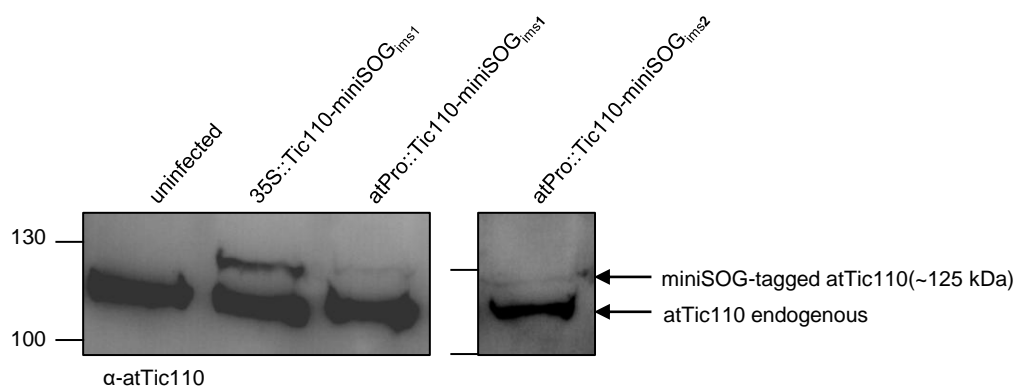 uninfected
35S::Tic110-miniSOGims1
atPro::Tic110-miniSOGims1
atPro::Tic110-miniSOGims2
130
miniSOG-tagged atTic110(~125 kDa)
atTic110 endogenous
100
α-atTic110